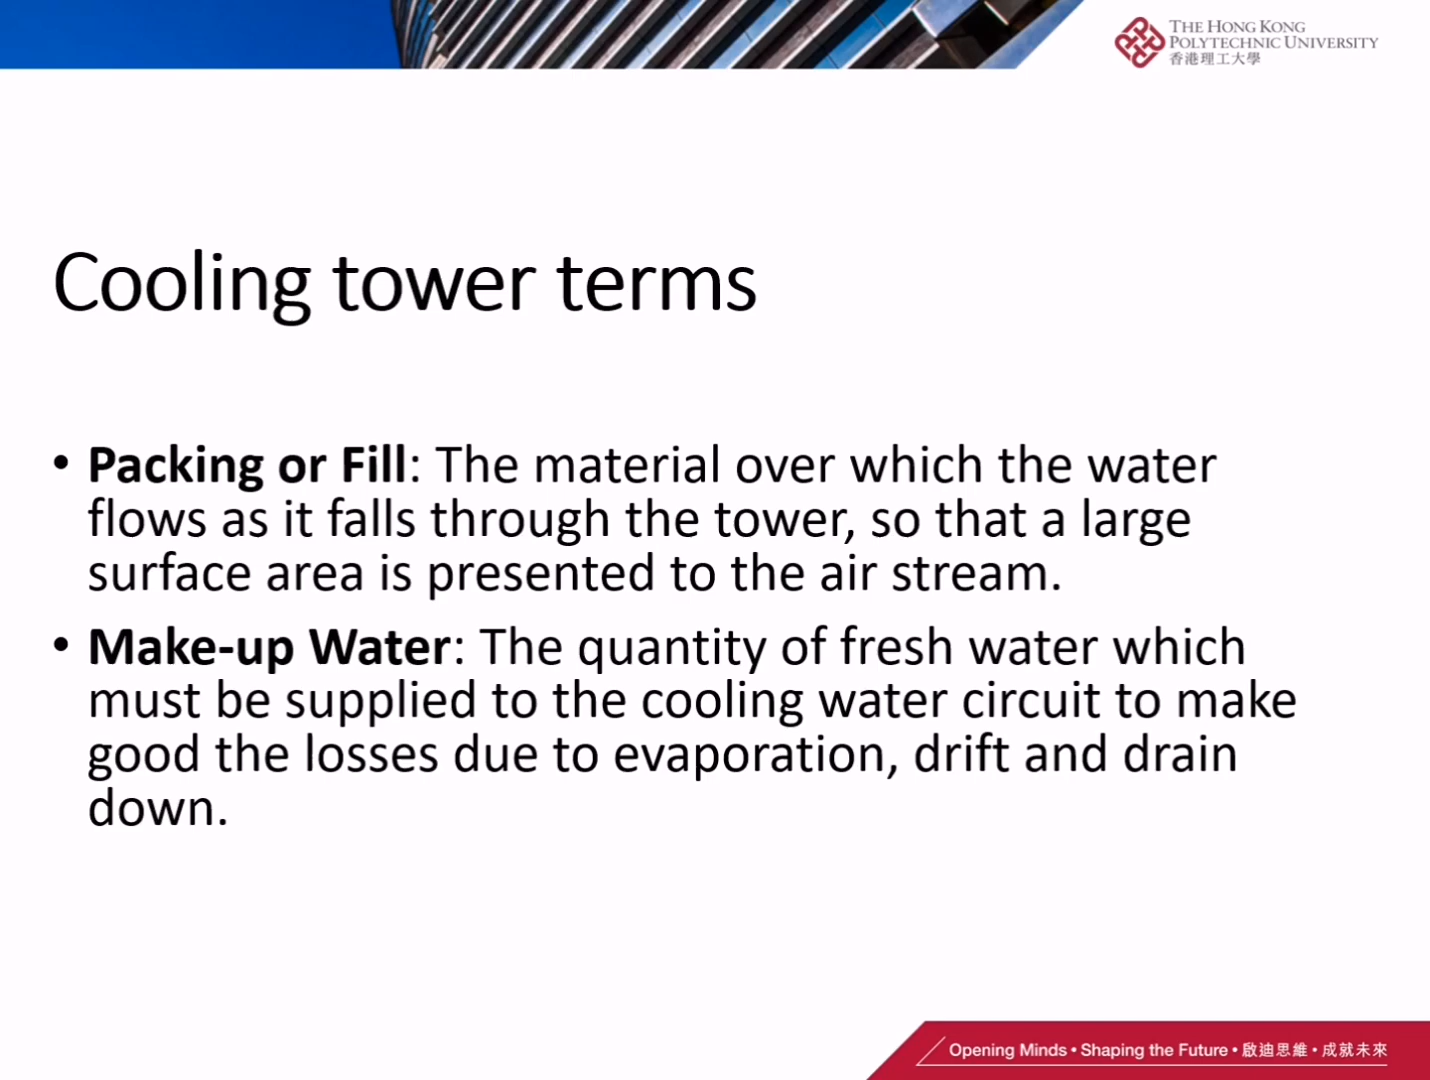 THE HONG KONG
POLYTECHNIC UNIVERSITY
香港理工大學
Cooling tower terms
• Packing or Fill: The material over which the water
flows as it falls through the tower, so that a large
surface area is presented to the air stream.
• Make-up Water: The quantity of fresh water which
must be supplied to the cooling water circuit to make
good the losses due to evaporation, drift and drain
down.
Opening Minds • Shaping the Future • 啟迪思維 • 成就未來